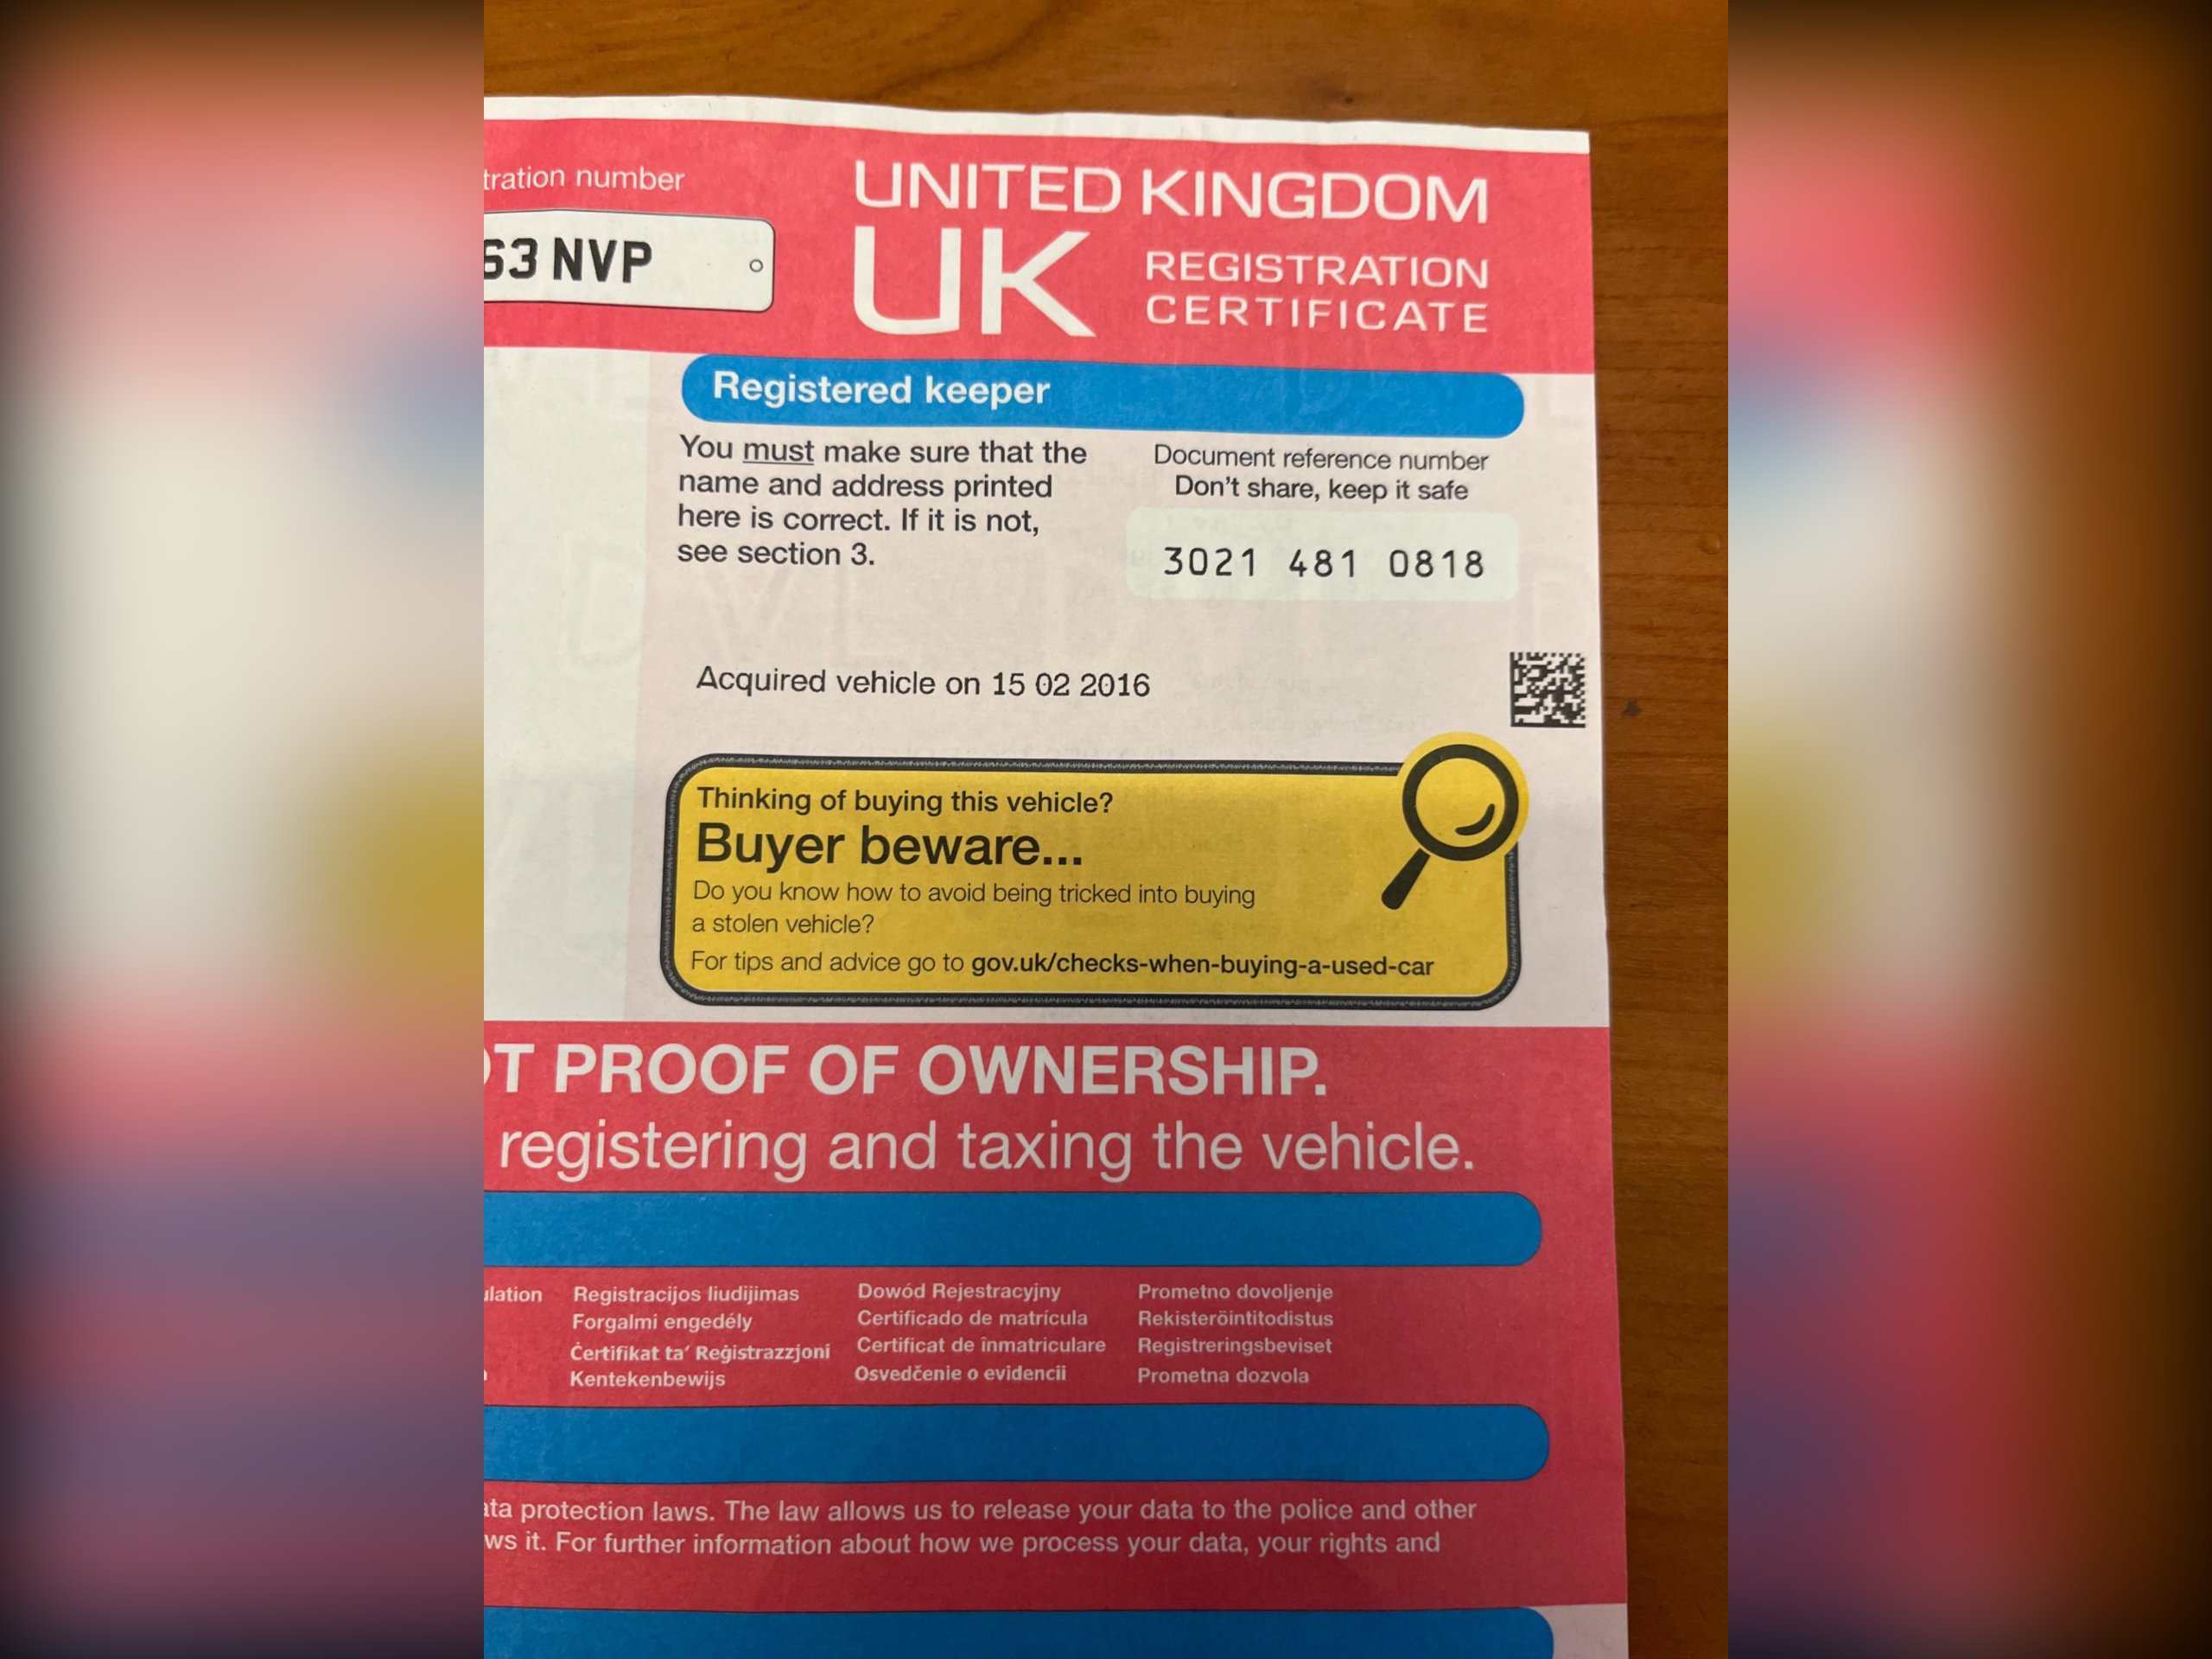 tration number
63 NVP
UNITED KINGDOM
UK
REGISTRATION
CERTIFICATE
Registered keeper
You must make sure that the
name and address printed
here is correct. If it is not,
see section 3.
Document reference number
Don't share, keep it safe
3021 481 0818
Acquired vehicle on 15 02 2016
Thinking of buying this vehicle?
Buyer beware...
Do you know how to avoid being tricked into buying
a stolen vehicle?
For tips and advice go to gov.uk/checks-when-buying-a-used-car
T PROOF OF OWNERSHIP.
registering and taxing the vehicle.
ulation
Registracijos liudijimas
Forgalmi engedély
Ċertifikat ta' Reġistrazzjoni
Kentekenbewijs
Dowód Rejestracyjny
Certificado de matrícula
Certificat de înmatriculare
Osvedčenie o evidencii
Prometno dovoljenje
Rekisteröintitodistus
Registreringsbeviset
Prometna dozvola
ata protection laws. The law allows us to release your data to the police and other
ws it. For further information about how we process your data, your rights and